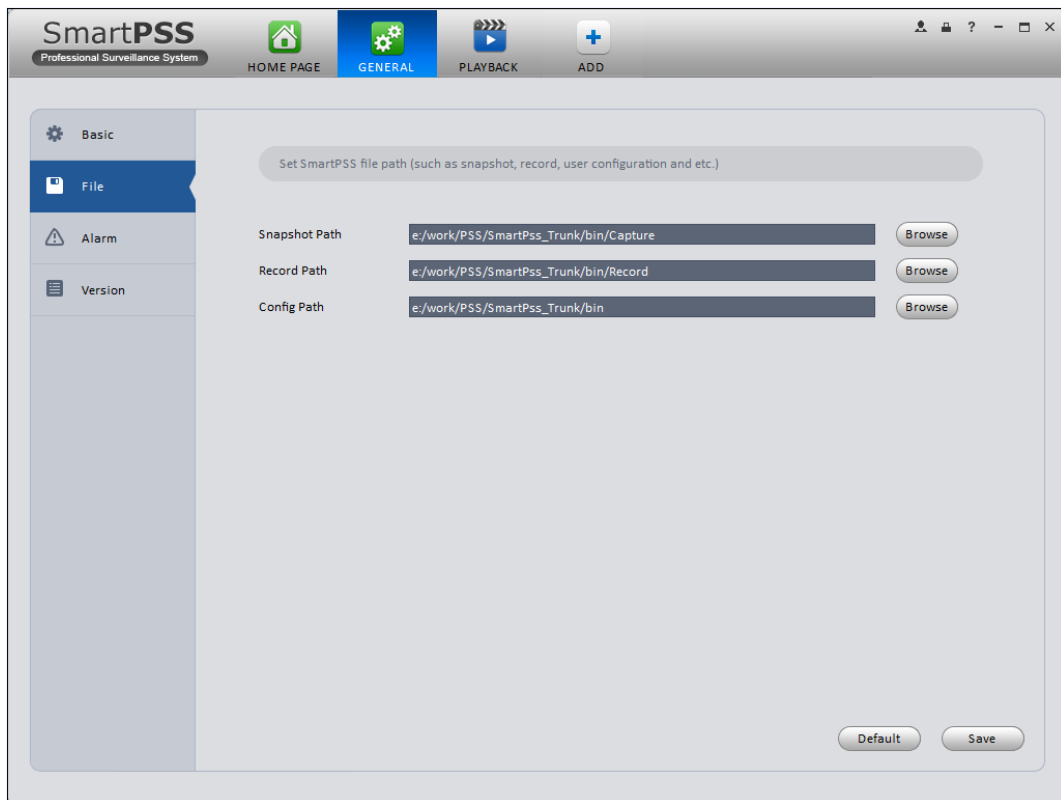 SmartPSS
Professional Surveillance System
HOME PAGE
GENERAL
PLAYBACK
ADD
?
Basic
File
Alarm
Version
Set SmartPSS file path (such as snapshot, record, user configuration and etc.)
Snapshot Path e:/work/PSS/SmartPss_Trunk/bin/Capture Browse
Record Path e:/work/PSS/SmartPss_Trunk/bin/Record Browse
Config Path e:/work/PSS/SmartPss_Trunk/bin Browse
Default Save